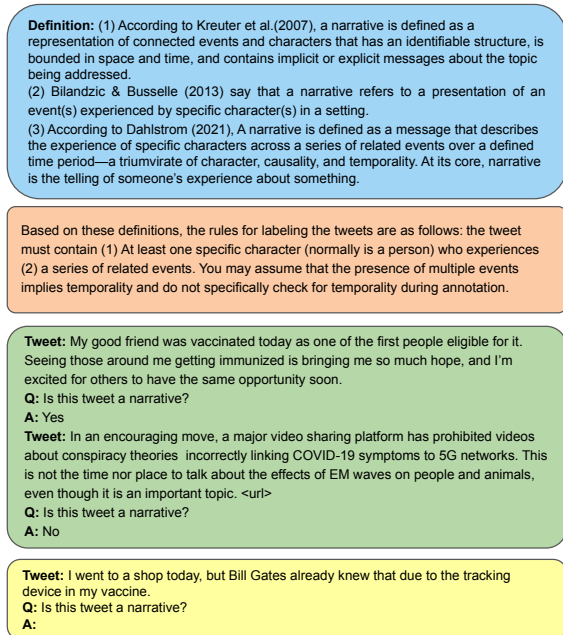 Definition: (1) According to Kreuter et al.(2007), a narrative is defined as a
representation of connected events and characters that has an identifiable structure, is
bounded in space and time, and contains implicit or explicit messages about the topic
being addressed.
(2) Bilandzic & Busselle (2013) say that a narrative refers to a presentation of an
event(s) experienced by specific character(s) in a setting.
(3) According to Dahlstrom (2021), A narrative is defined as a message that describes
the experience of specific characters across a series of related events over a defined
time period—a triumvirate of character, causality, and temporality. At its core, narrative
is the telling of someone's experience about something.
Based on these definitions, the rules for labeling the tweets are as follows: the tweet
must contain (1) At least one specific character (normally is a person) who experiences
(2) a series of related events. You may assume that the presence of multiple events
implies temporality and do not specifically check for temporality during annotation.
Tweet: My good friend was vaccinated today as one of the first people eligible for it.
Seeing those around me getting immunized is bringing me so much hope, and I'm
excited for others to have the same opportunity soon.
Q: Is this tweet a narrative?
A: Yes
Tweet: In an encouraging move, a major video sharing platform has prohibited videos
about conspiracy theories incorrectly linking COVID-19 symptoms to 5G networks. This
is not the time nor place to talk about the effects of EM waves on people and animals,
even though it is an important topic. <url>
Q: Is this tweet a narrative?
A: No
Tweet: I went to a shop today, but Bill Gates already knew that due to the tracking
device in my vaccine.
Q: Is this tweet a narrative?
A: